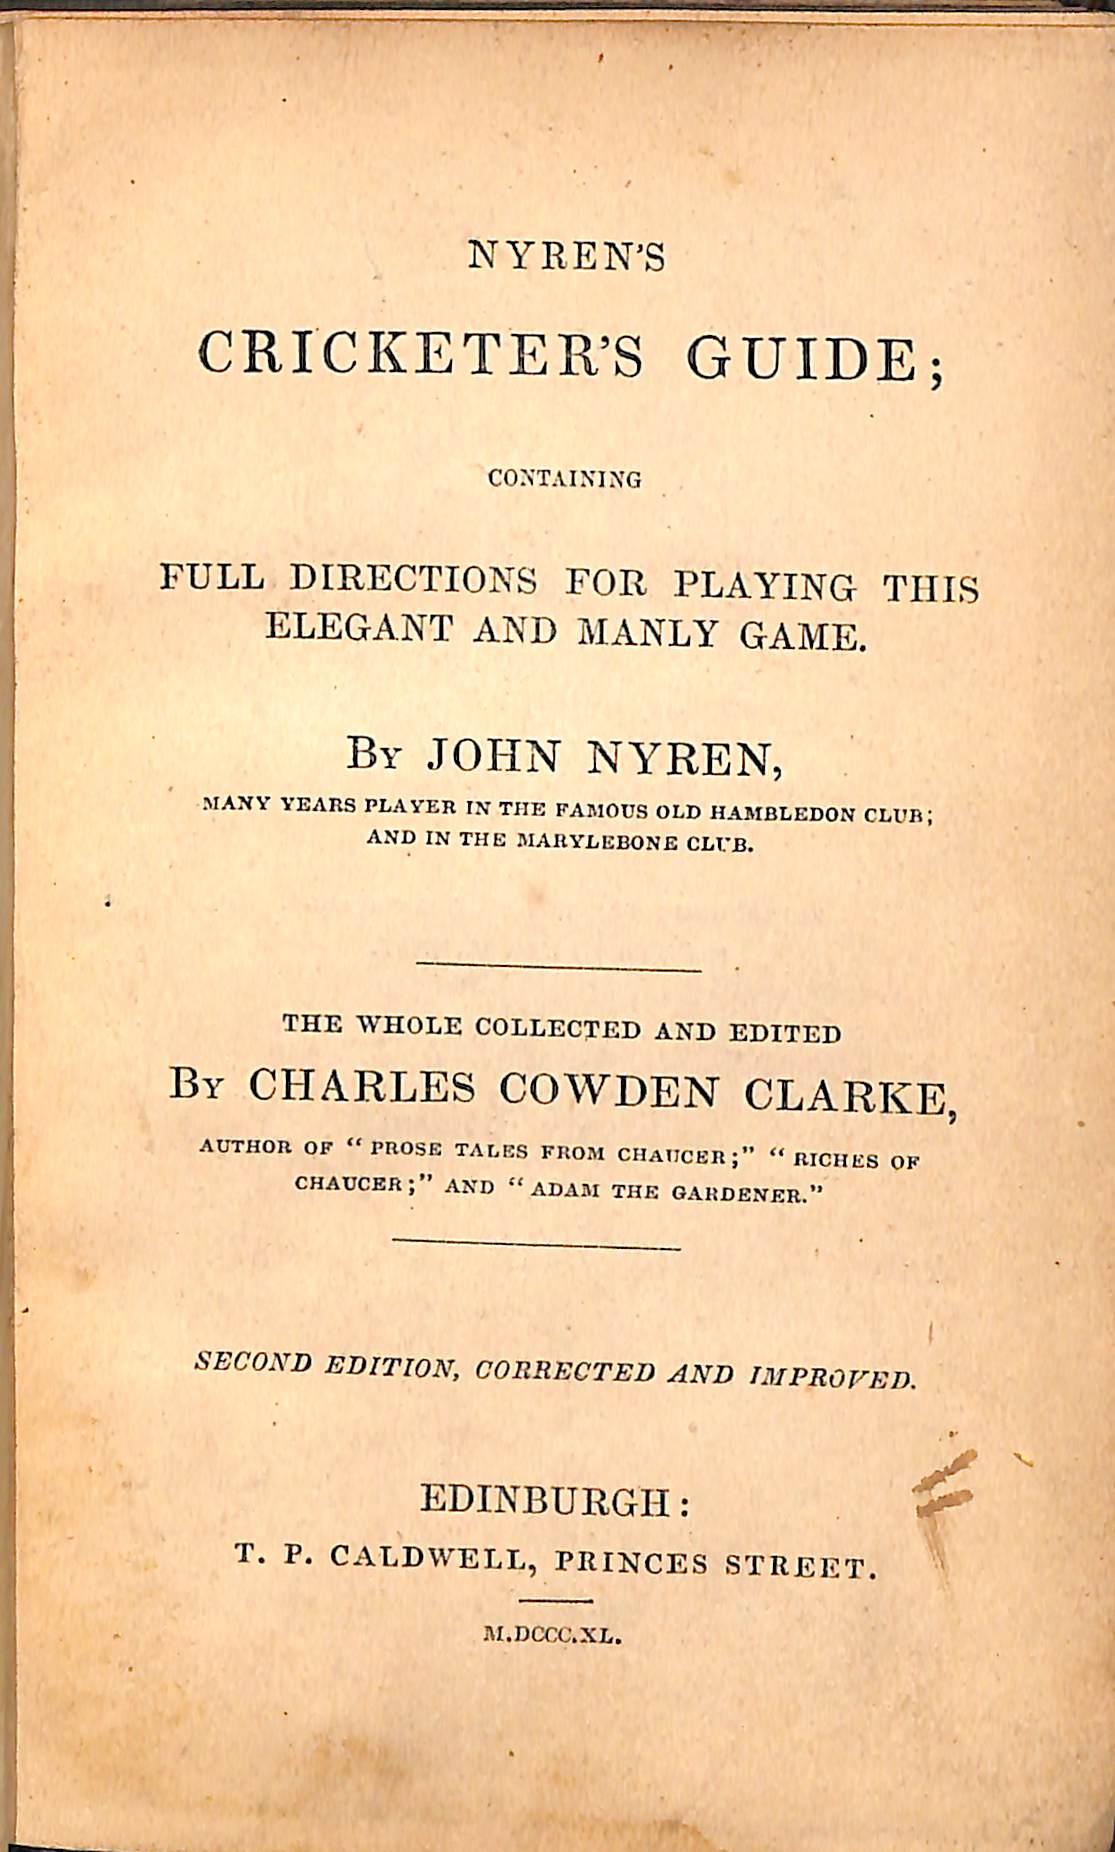 NYREN'S
CRICKETER'S GUIDE;
CONTAINING
FULL DIRECTIONS FOR PLAYING THIS
ELEGANT AND MANLY GAME.
BY JOHN NYREN,
MANY YEARS PLAYER IN THE FAMOUS OLD HAMBLEDON CLUB;
AND IN THE MARYLEBONE CLUB.
THE WHOLE COLLECTED AND EDITED
BY CHARLES COWDEN CLARKE,
AUTHOR OF "PROSE TALES FROM CHAUCER;" "RICHES OF
CHAUCER;" AND "ADAM THE GARDENER."
SECOND EDITION, CORRECTED AND IMPROVED.
EDINBURGH:
T. P. CALDWELL, PRINCES STREET.
M.DCCC.XL.